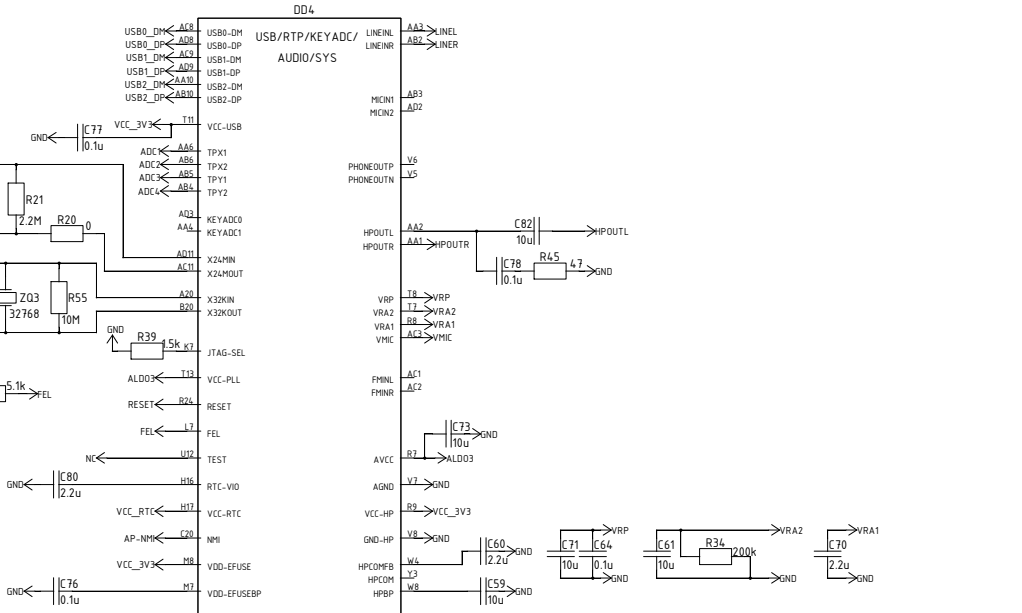 DD4
USB/RTP/KEYADC/
AUDIO/SYS
USB0_DM AC8 USB0-DM
USB0_DP AD8 USB0-DP
USB1_DM AC9 USB1-DM
USB1_DP AD9 USB1-DP
USB2_DM AA10 USB2-DM
USB2_DP AB10 USB2-DP
VCC_3V3 T11 VCC-USB
GND C77 0.1u
ADC1 AA6 TPX1
ADC2 AB6 TPX2
ADC3 AB5 TPY1
ADC4 AB4 TPY2
R21
2.2M
R20 0
AD3 KEYADC0
AA4 KEYADC1
AD11 X24MIN
AC11 X24MOUT
ZQ3
32768
R55
10M
A20 X32KIN
B20 X32KOUT
GND
R39 1.5k K7 JTAG-SEL
ALDO3 T13 VCC-PLL
5.1k FEL
RESET R24 RESET
FEL L7 FEL
NC U12 TEST
GND C80 2.2u H16 RTC-VIO
VCC_RTC H17 VCC-RTC
AP-NMI C20 NMI
VCC_3V3 M8 VDD-EFUSE
GND C76 0.1u M7 VDD-EFUSEBP
LINEINL AA3 LINEL
LINEINR AB2 LINER
MICIN1 AB3
MICIN2 AD2
PHONEOUTP V6
PHONEOUTN V5
HPOUTL AA2 C82 10u HPOUTL
HPOUTR AA1 HPOUTR
C78 0.1u R45 47 GND
VRP T8 VRP
VRA2 T7 VRA2
VRA1 R8 VRA1
VMIC AC3 VMIC
FMINL AC1
FMINR AC2
C73 10u GND
AVCC R7 ALDO3
AGND V7 GND
VCC-HP R9 VCC_3V3
GND-HP V8 GND
HPCOMFB W4 C60 2.2u GND
HPCOM Y3
HPBP W8 C59 10u GND
VRP
C71 10u C64 0.1u
GND
VRA2
C61 10u R34 200k
GND
VRA1
C70 2.2u
GND